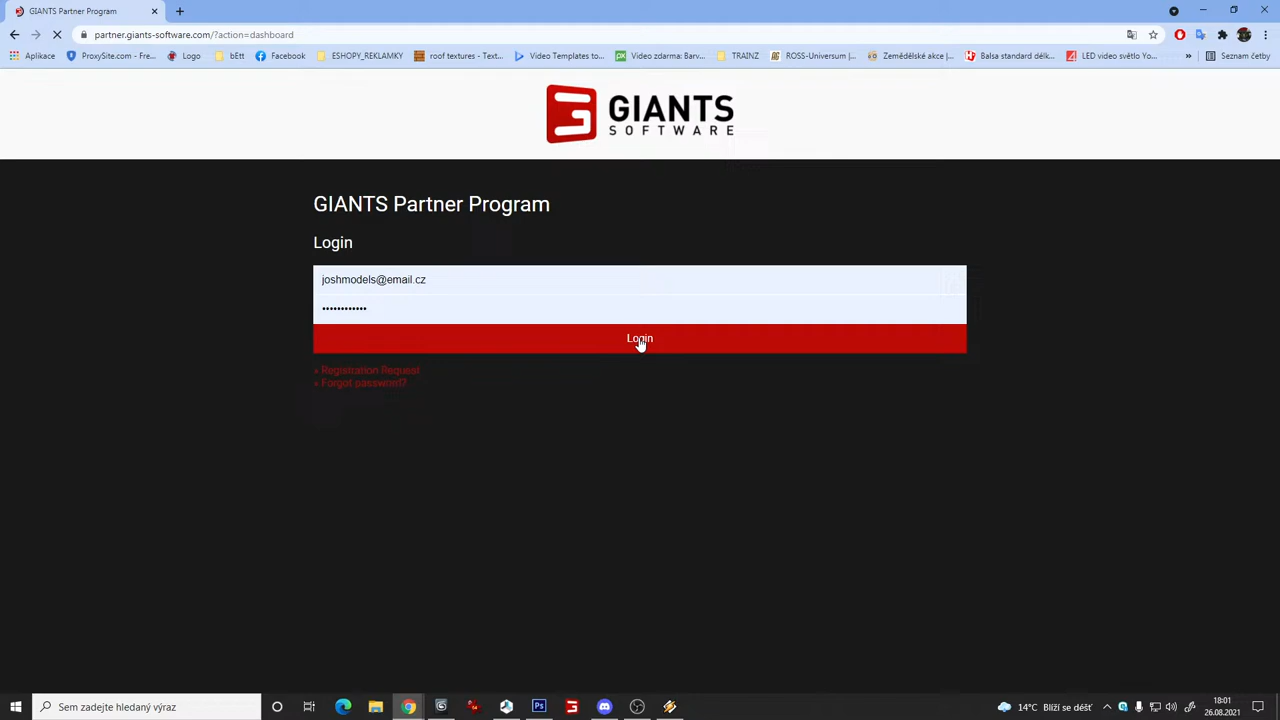 GIANTS Partner Program
partner.giants-software.com/?action=dashboard
Aplikace ProxySite.com - Fre... Logo bEtt Facebook ESHOPY_REKLAMKY roof textures - Text... Video Templates to... Video zdarma: Barv... TRAINZ ROSS-Universum |... Zemědělské akce |... Balsa standard délk... LED video světlo Yo... » Seznam četby
GIANTS
SOFTWARE
GIANTS Partner Program
Login
joshmodels@email.cz
••••••••••••
Login
» Registration Request
» Forgot password?
Sem zadejte hledaný výraz
14°C Blíží se déšť
18:01
26.08.2021